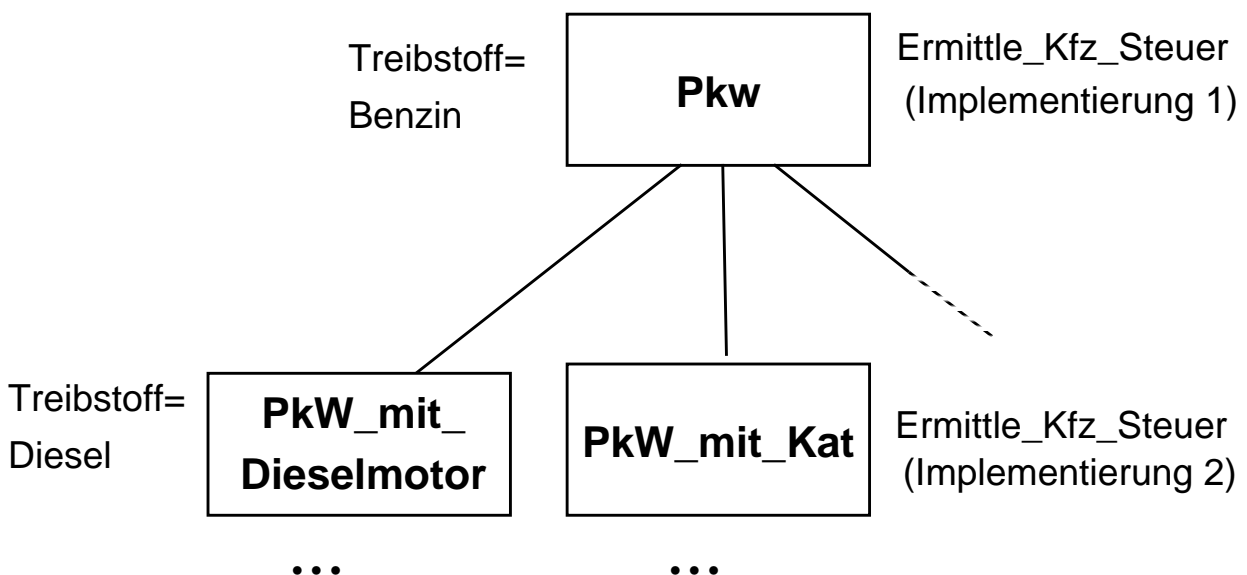 Treibstoff=
Benzin
Pkw
Ermittle_Kfz_Steuer
(Implementierung 1)
Treibstoff=
Diesel
PkW_mit_
Dieselmotor
PkW_mit_Kat
Ermittle_Kfz_Steuer
(Implementierung 2)
...
...